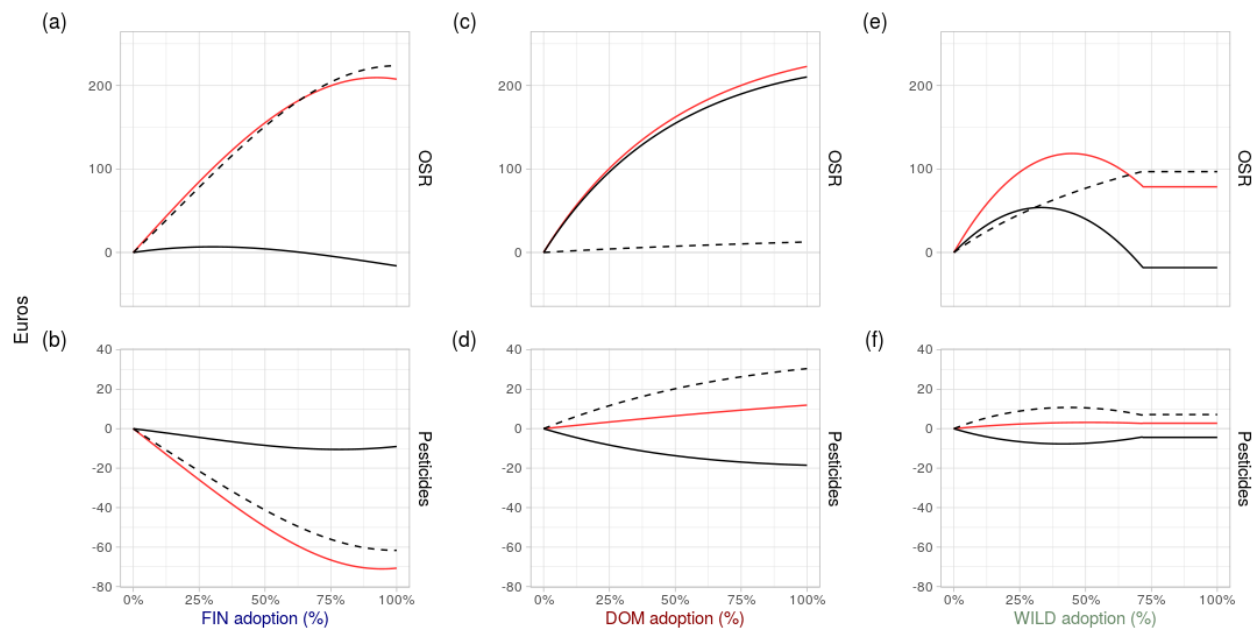 (a)
(c)
(e)
200
100
0
OSR
200
100
0
OSR
200
100
0
OSR
Euros
(b)
(d)
(f)
40
20
0
-20
-40
-60
-80
Pesticides
40
20
0
-20
-40
-60
-80
Pesticides
40
20
0
-20
-40
-60
-80
Pesticides
0% 25% 50% 75% 100%
0% 25% 50% 75% 100%
0% 25% 50% 75% 100%
FIN adoption (%)
DOM adoption (%)
WILD adoption (%)